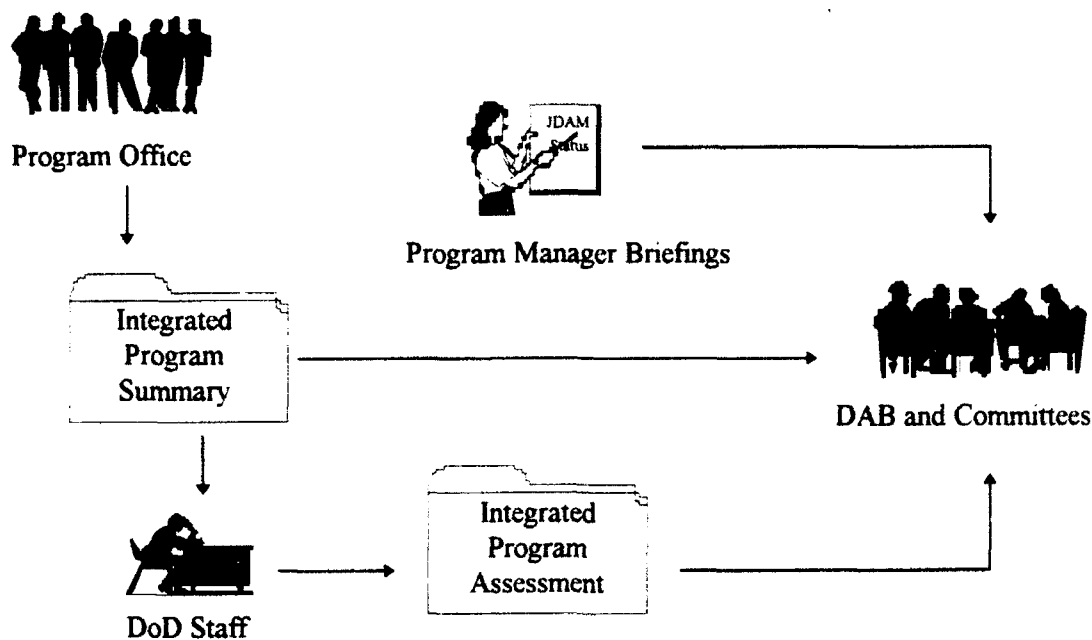 Program Office
JDAM
Status
Program Manager Briefings
Integrated
Program
Summary
DAB and Committees
Integrated
Program
Assessment
DoD Staff